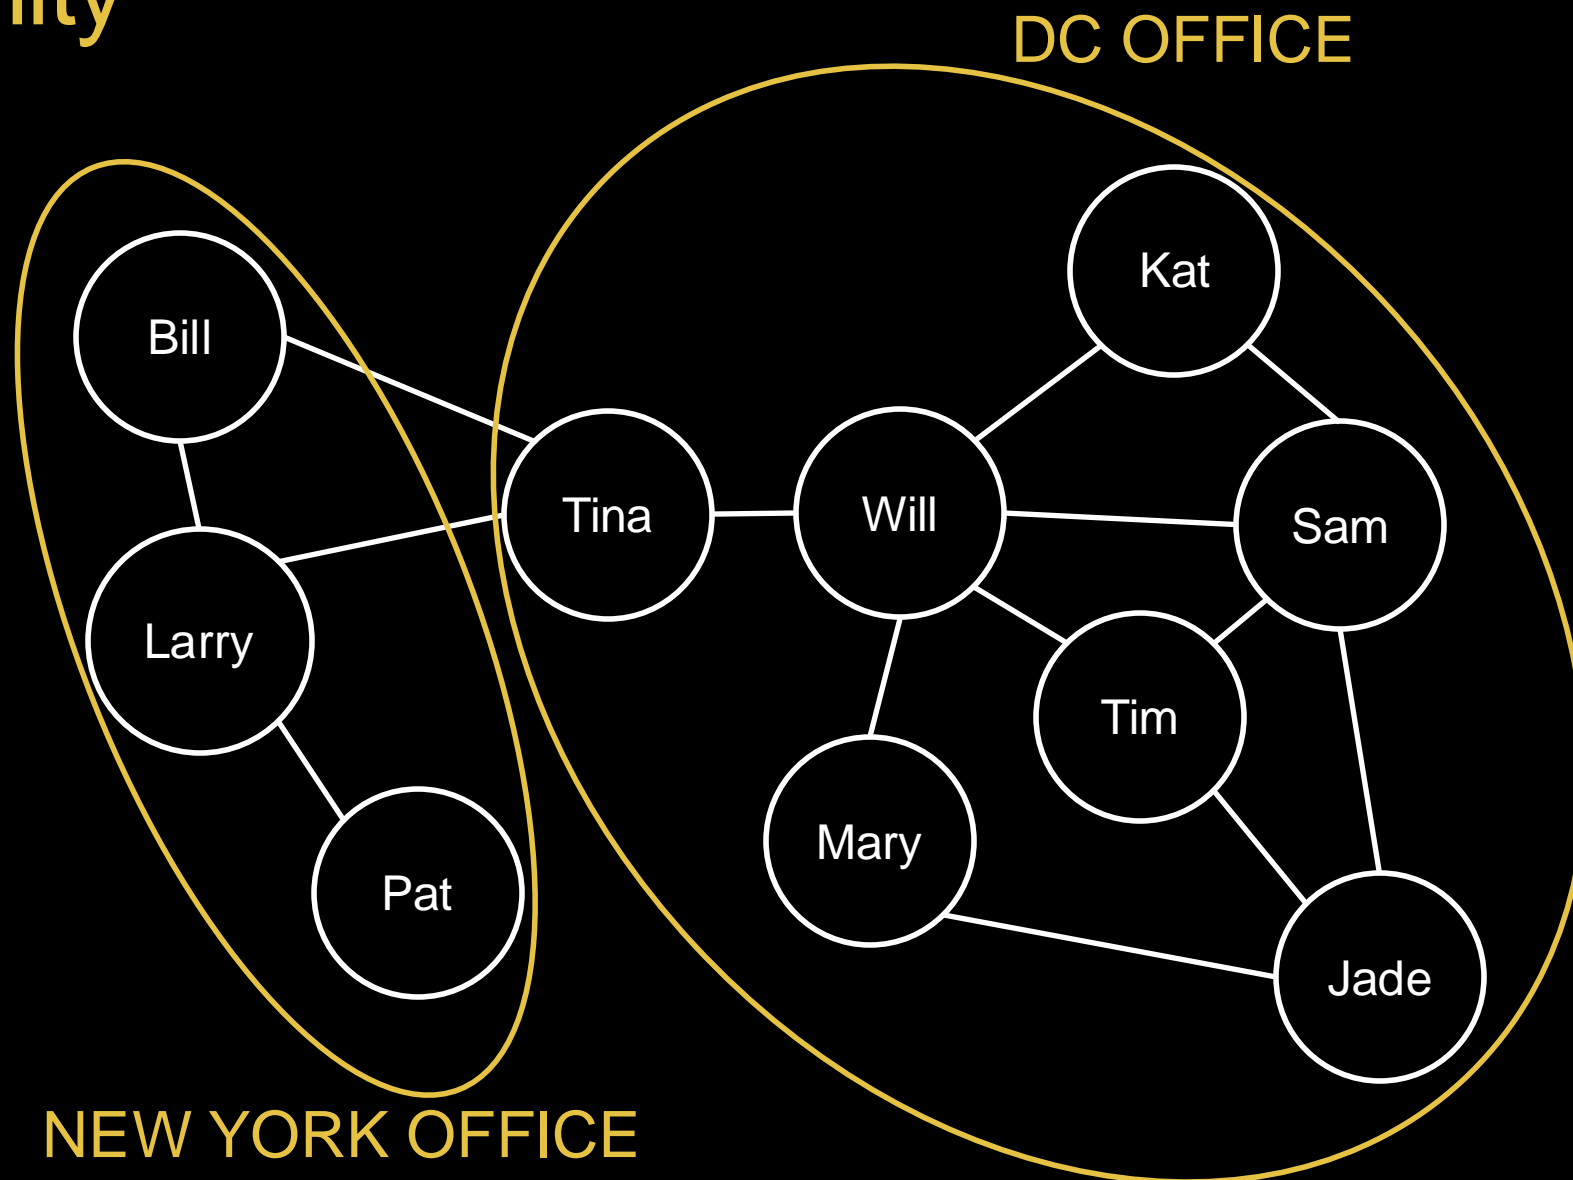 DC OFFICE
Kat
Bill
Tina
Will
Sam
Larry
Tim
Mary
Pat
Jade
NEW YORK OFFICE